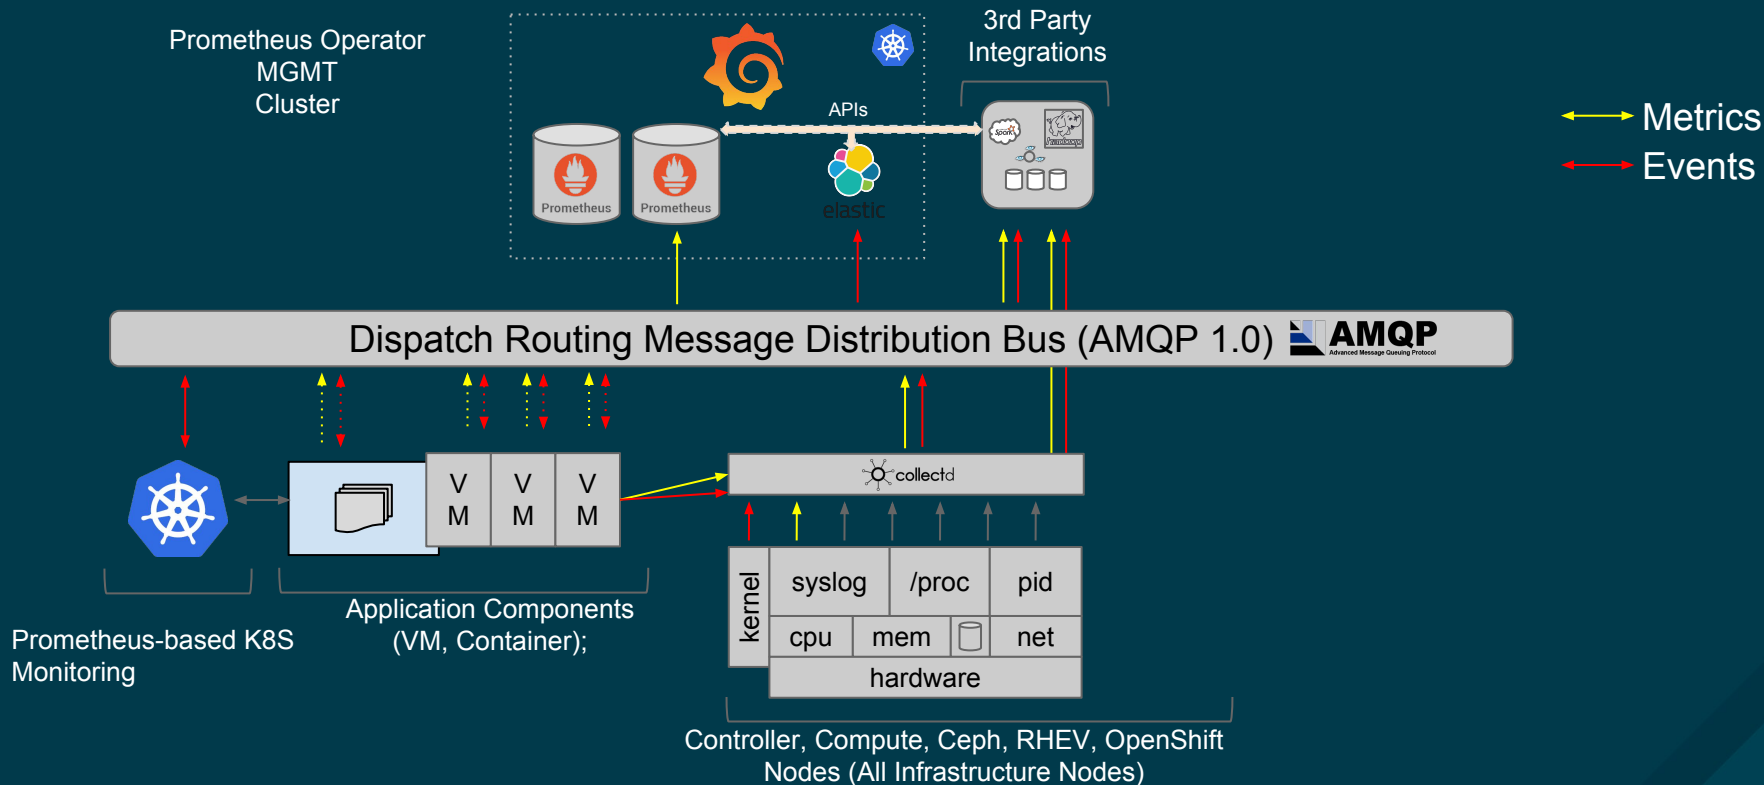 Prometheus Operator
MGMT
Cluster
3rd Party
Integrations
APIs
Spark
hadoop
Prometheus
Prometheus
elastic
Metrics
Events
Dispatch Routing Message Distribution Bus (AMQP 1.0)
AMQP
Advanced Message Queuing Protocol
V
M
V
M
V
M
collectd
kernel
syslog
/proc
pid
cpu
mem
net
hardware
Prometheus-based K8S
Monitoring
Application Components
(VM, Container);
Controller, Compute, Ceph, RHEV, OpenShift
Nodes (All Infrastructure Nodes)